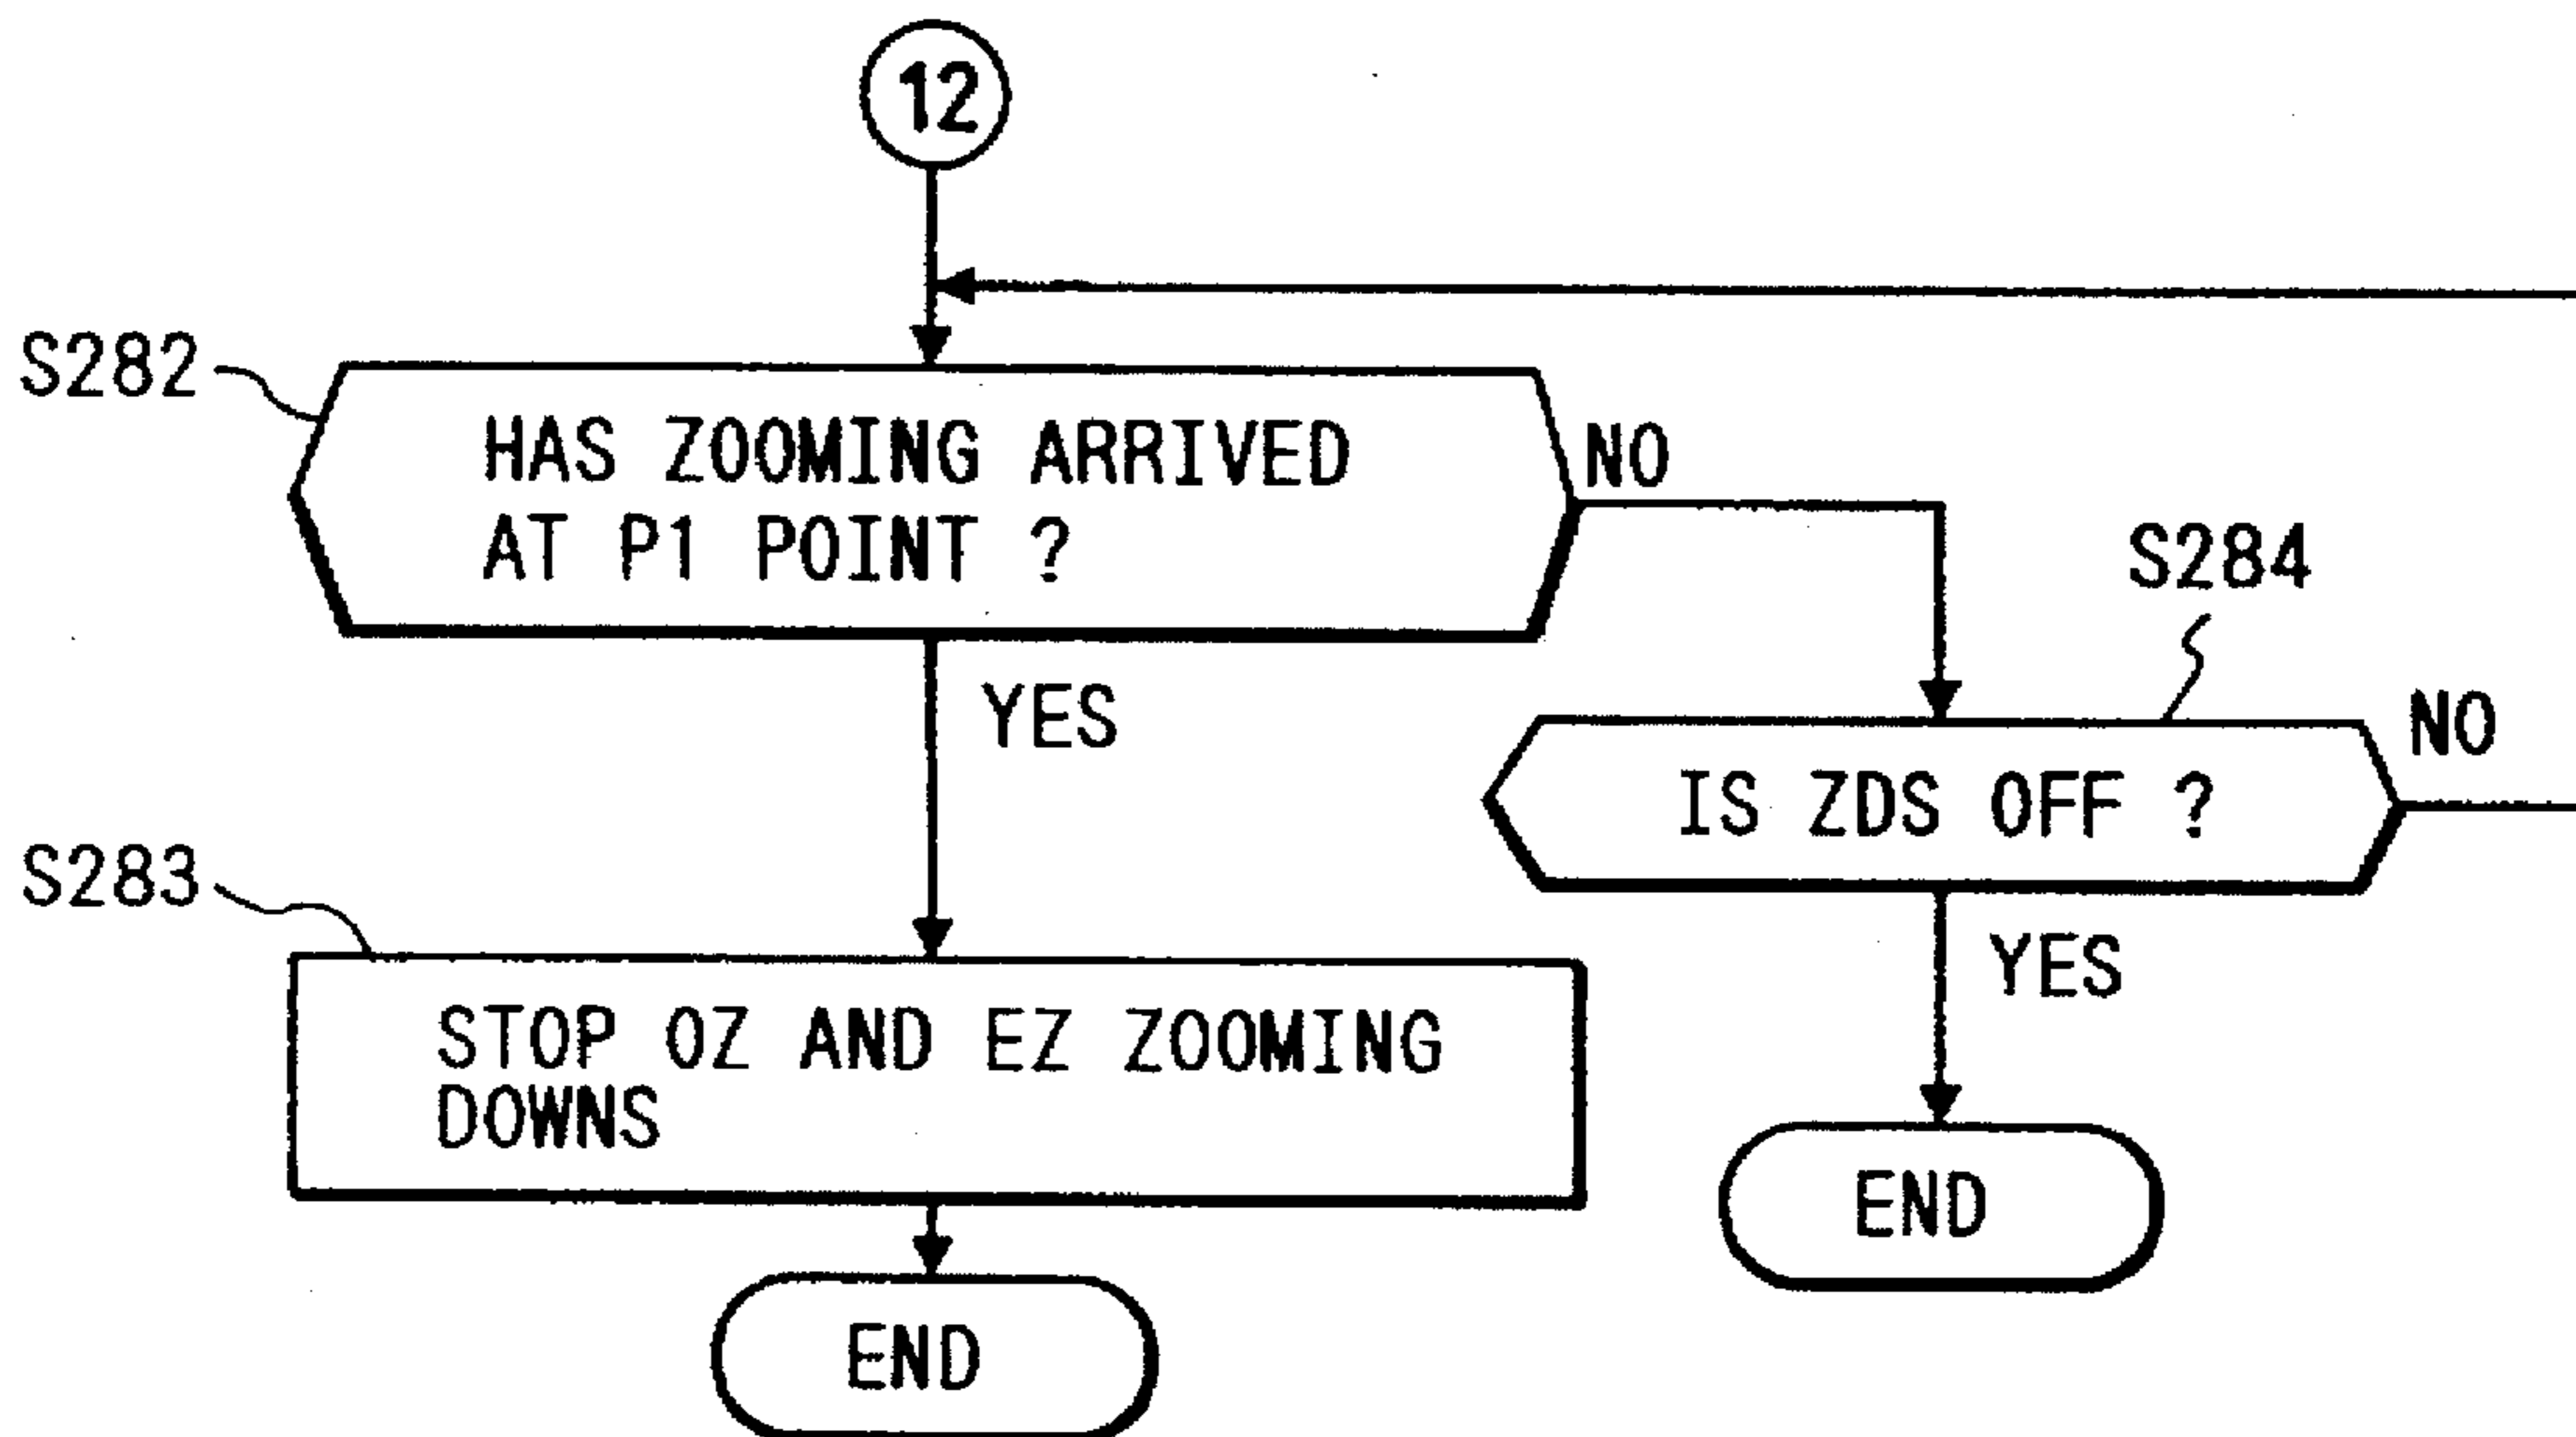 12
S282
HAS ZOOMING ARRIVED
AT P1 POINT ?
NO
YES
S284
IS ZDS OFF ?
NO
YES
END
S283
STOP OZ AND EZ ZOOMING
DOWNS
END